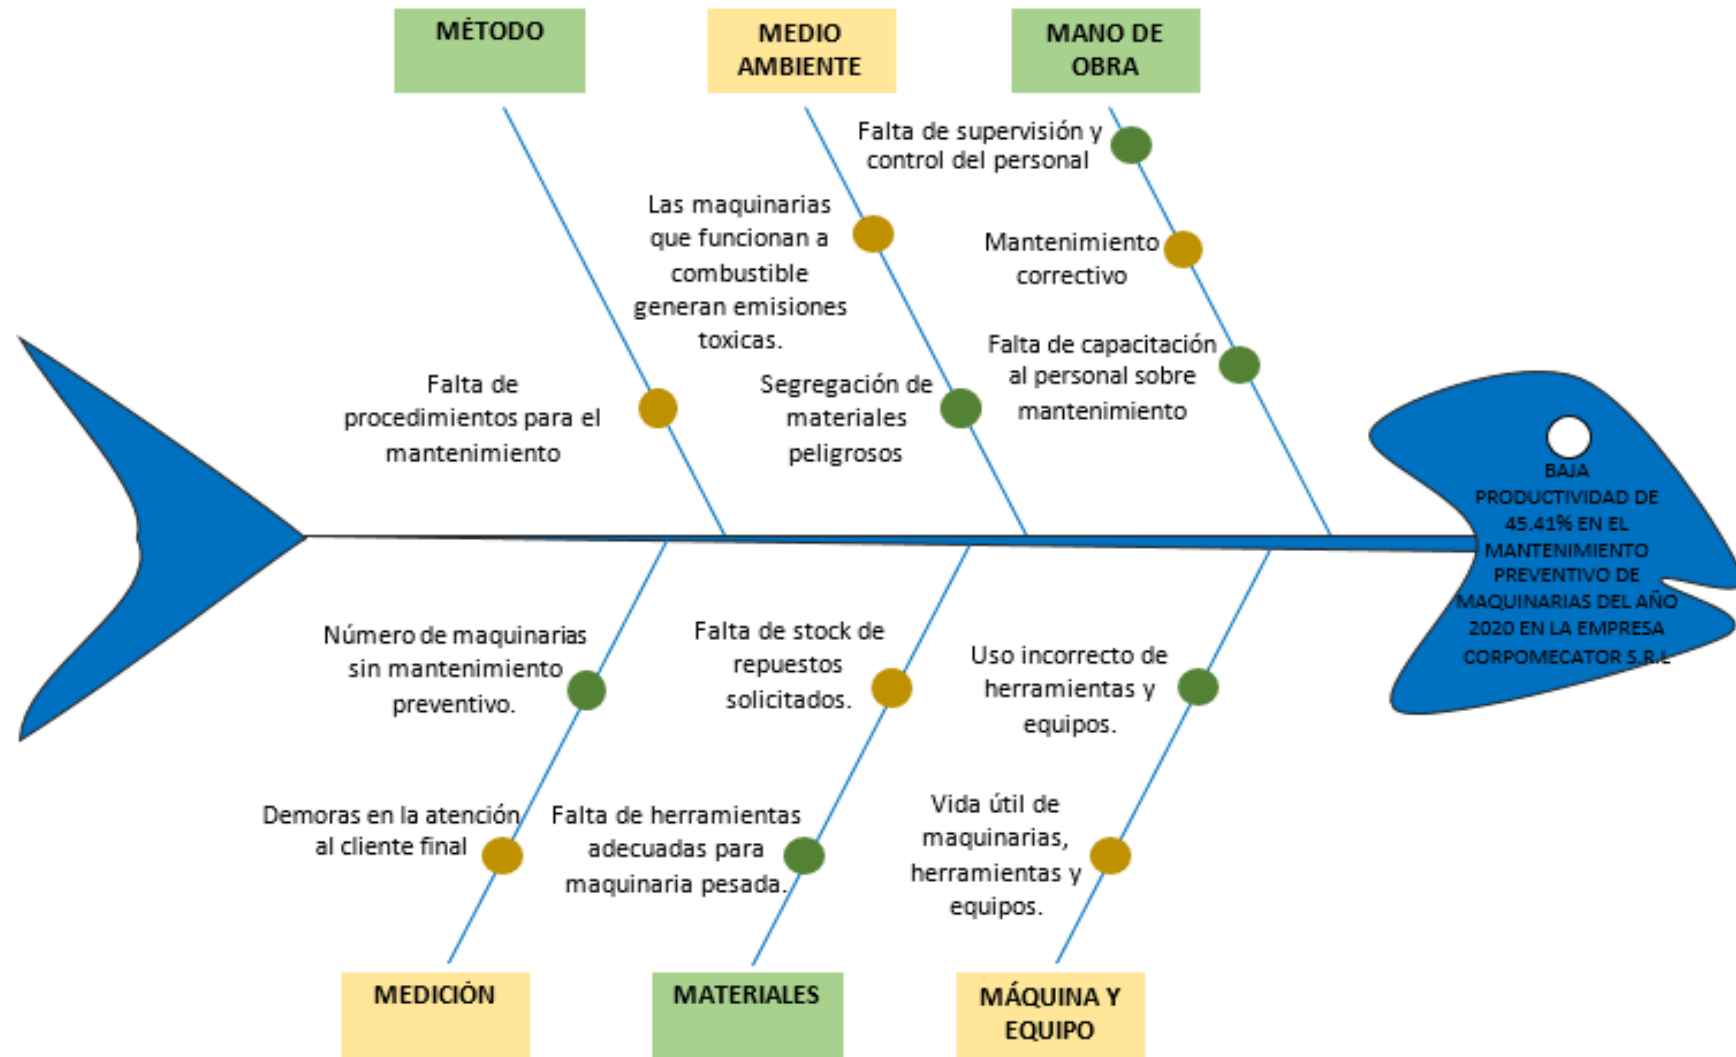 MÉTODO
MEDIO
AMBIENTE
MANO DE
OBRA
Falta de supervisión y
control del personal
Las maquinarias
que funcionan a
combustible
generan emisiones
toxicas.
Mantenimiento
correctivo
Falta de capacitación
al personal sobre
mantenimiento
Falta de
procedimientos para el
mantenimiento
Segregación de
materiales
peligrosos
BAJA
PRODUCTIVIDAD DE
45.41% EN EL
MANTENIMIENTO
PREVENTIVO DE
MAQUINARIAS DEL AÑO
2020 EN LA EMPRESA
CORPOMECATOR S.R.L
Número de maquinarias
sin mantenimiento
preventivo.
Falta de stock de
repuestos
solicitados.
Uso incorrecto de
herramientas y
equipos.
Demoras en la atención
al cliente final
Falta de herramientas
adecuadas para
maquinaria pesada.
Vida útil de
maquinarias,
herramientas y
equipos.
MEDICIÓN
MATERIALES
MÁQUINA Y
EQUIPO